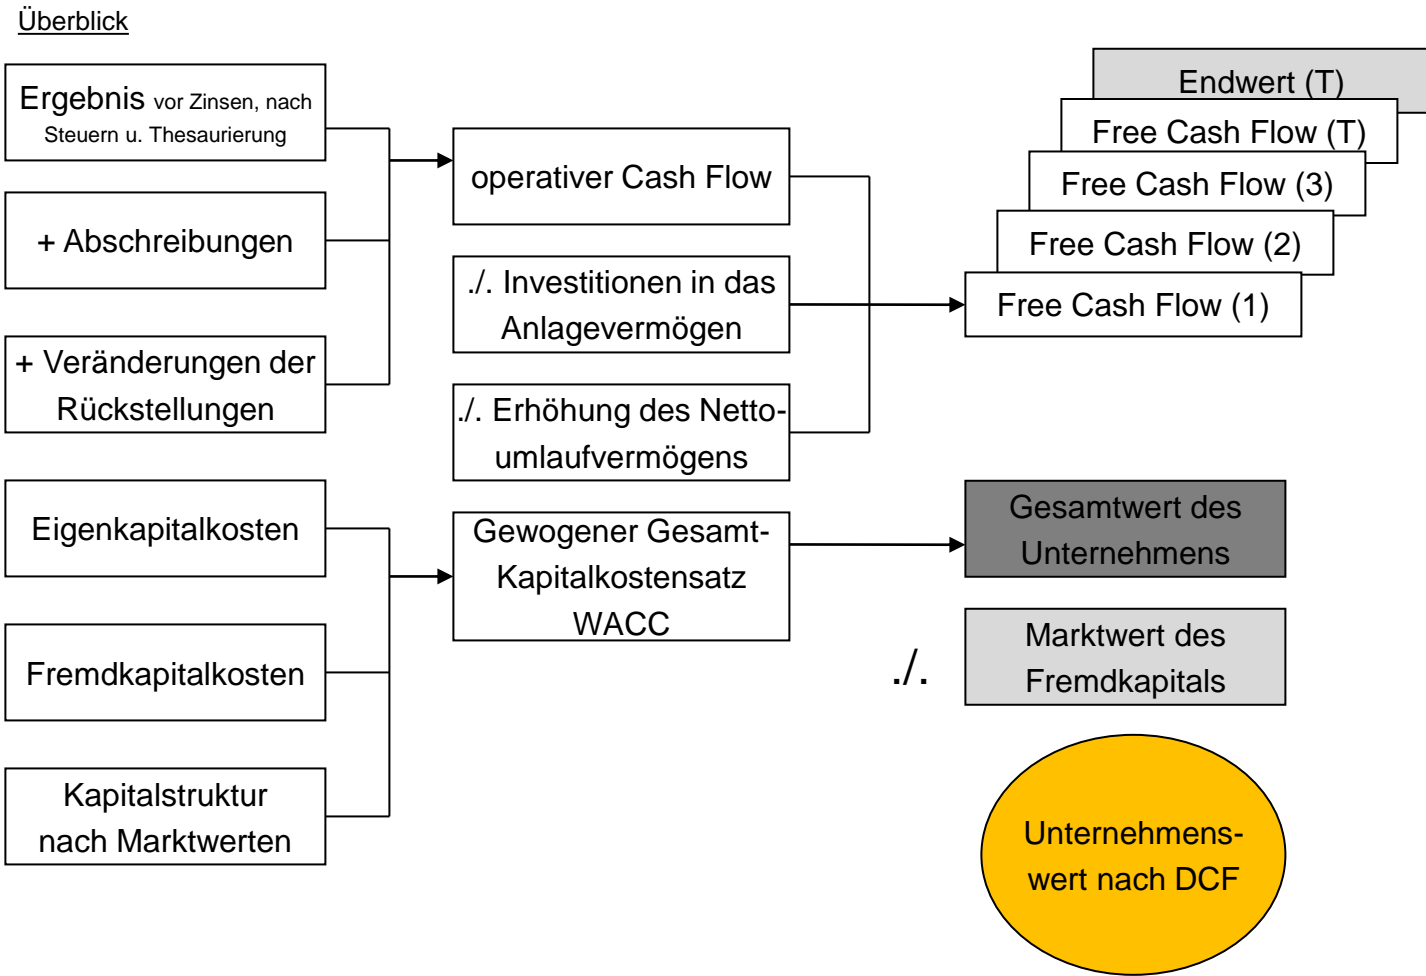 Überblick
Ergebnis vor Zinsen, nach
Steuern u. Thesaurierung
+ Abschreibungen
+ Veränderungen der
Rückstellungen
Eigenkapitalkosten
Fremdkapitalkosten
Kapitalstruktur
nach Marktwerten
operativer Cash Flow
./. Investitionen in das
Anlagevermögen
./. Erhöhung des Netto-
umlaufvermögens
Gewogener Gesamt-
Kapitalkostensatz
WACC
Endwert (T)
Free Cash Flow (T)
Free Cash Flow (3)
Free Cash Flow (2)
Free Cash Flow (1)
Gesamtwert des
Unternehmens
./.
Marktwert des
Fremdkapitals
Unternehmens-
wert nach DCF